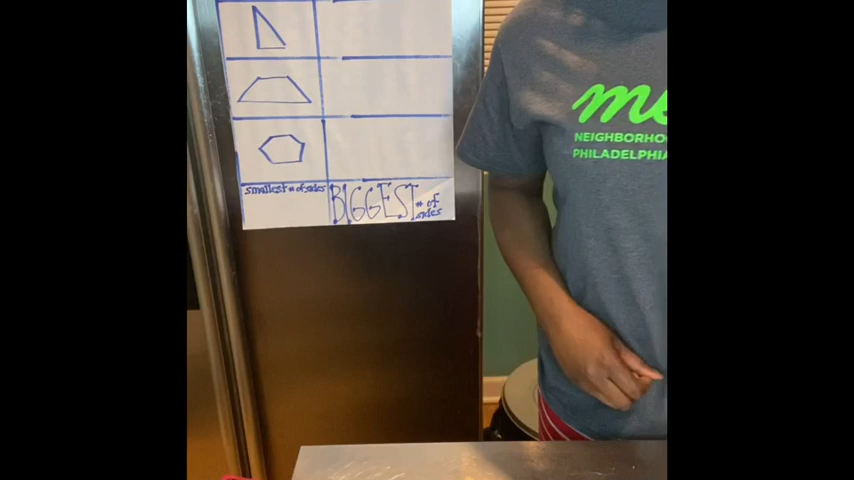 NEIGHBORHO
PHILADELPHIA
smallest # of sides
BIGGEST # of
sides